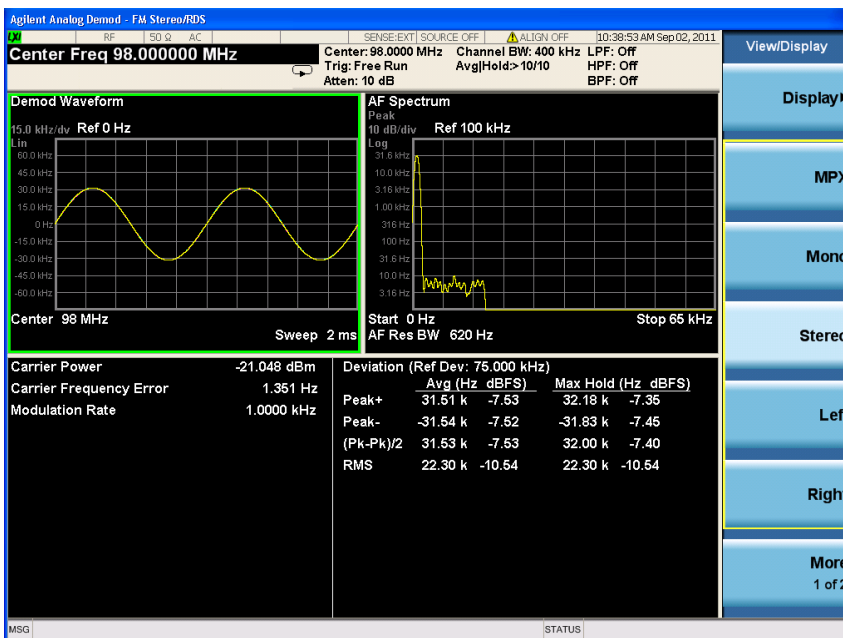 Agilent Analog Demod - FM Stereo/RDS
LXI RF 50 Ω AC SENSE:EXT SOURCE OFF ALIGN OFF 10:38:53 AM Sep 02, 2011
Center Freq 98.000000 MHz
Center: 98.0000 MHz Channel BW: 400 kHz LPF: Off
Trig: Free Run Avg|Hold:> 10/10 HPF: Off
Atten: 10 dB BPF: Off
View/Display
Display
MPX
Mono
Stereo
Lef
Righ
More
1 of 2
Demod Waveform
15.0 kHz/dv Ref 0 Hz
Lin
60.0 kHz
45.0 kHz
30.0 kHz
15.0 kHz
0 Hz
-15.0 kHz
-30.0 kHz
-45.0 kHz
-60.0 kHz
Center 98 MHz
Sweep 2 ms
AF Spectrum
Peak
10 dB/div Ref 100 kHz
Log
31.6 kHz
10.0 kHz
3.16 kHz
1.00 kHz
316 Hz
100 Hz
31.6 Hz
10.0 Hz
3.16 Hz
Start 0 Hz Stop 65 kHz
AF Res BW 620 Hz
Carrier Power -21.048 dBm
Carrier Frequency Error 1.351 Hz
Modulation Rate 1.0000 kHz
Deviation (Ref Dev: 75.000 kHz)
Avg (Hz dBFS) Max Hold (Hz dBFS)
Peak+ 31.51 k -7.53 32.18 k -7.35
Peak- -31.54 k -7.52 -31.83 k -7.45
(Pk-Pk)/2 31.53 k -7.53 32.00 k -7.40
RMS 22.30 k -10.54 22.30 k -10.54
MSG STATUS